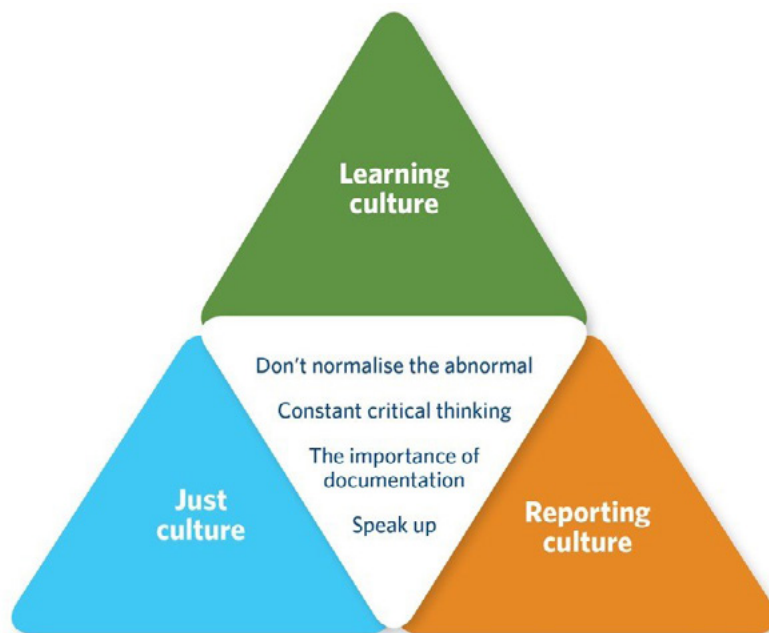 Learning
culture
Don't normalise the abnormal
Constant critical thinking
The importance of
documentation
Speak up
Just
culture
Reporting
culture